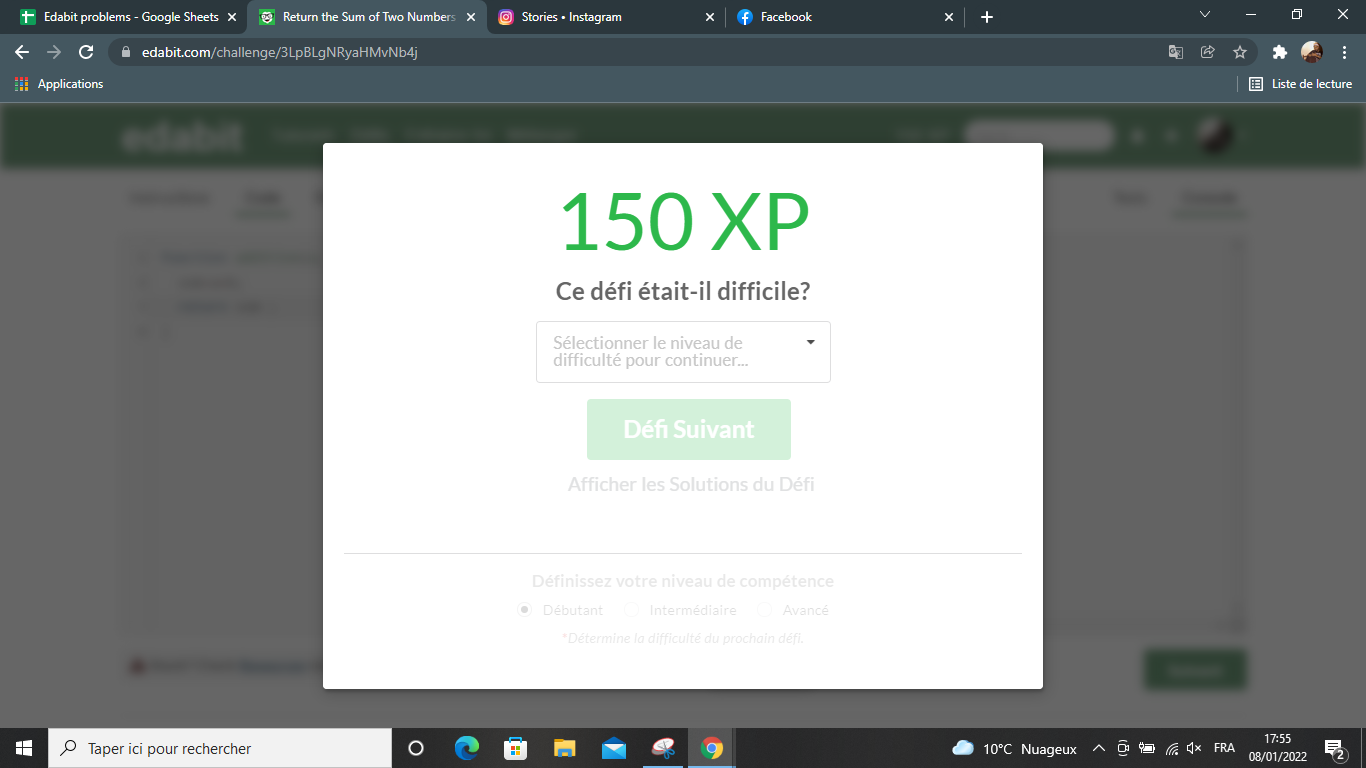 Edabit problems - Google Sheets
Return the Sum of Two Numbers
Stories • Instagram
Facebook
edabit.com/challenge/3LpBLgNRyaHMvNb4j
Applications
Liste de lecture
edabit
150 XP
Ce défi était-il difficile?
Sélectionner le niveau de
difficulté pour continuer...
Défi Suivant
Afficher les Solutions du Défi
Définissez votre niveau de compétence
Débutant
Intermédiaire
Avancé
*Détermine la difficulté du prochain défi.
Taper ici pour rechercher
10°C Nuageux
FRA
17:55
08/01/2022
2